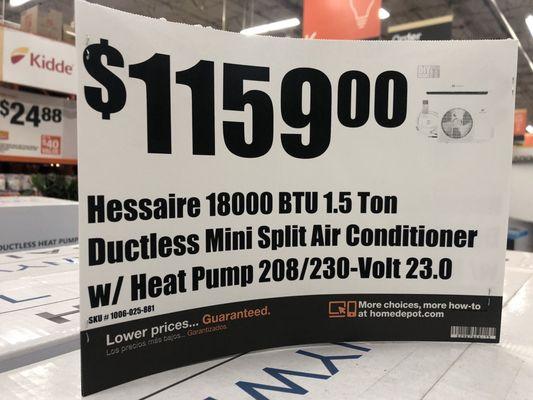 Kidde
$24.88
$40
$1159.00
Hessaire 18000 BTU 1.5 Ton
Ductless Mini Split Air Conditioner
w/ Heat Pump 208/230-Volt 23.0
SKU # 1006-025-881
Lower prices... Guaranteed.
Los precios más bajos... Garantizados.
More choices, more how-to
at homedepot.com
DUCTLESS HEAT PUMP